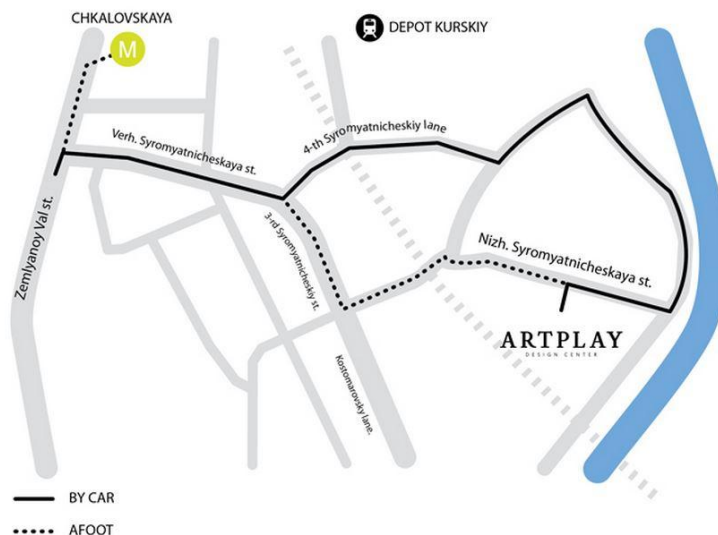 CHKALOVSKAYA
M
DEPOT KURSKIY
Verh. Syromyatnicheskaya st.
4-th Syromyatnicheskiy lane
Zemlyanoy Val st.
3-rd Syromyatnicheskiy st.
Nizh. Syromyatnicheskaya st.
ARTPLAY
DESIGN CENTER
Kostomarovsky lane.
BY CAR
AFOOT